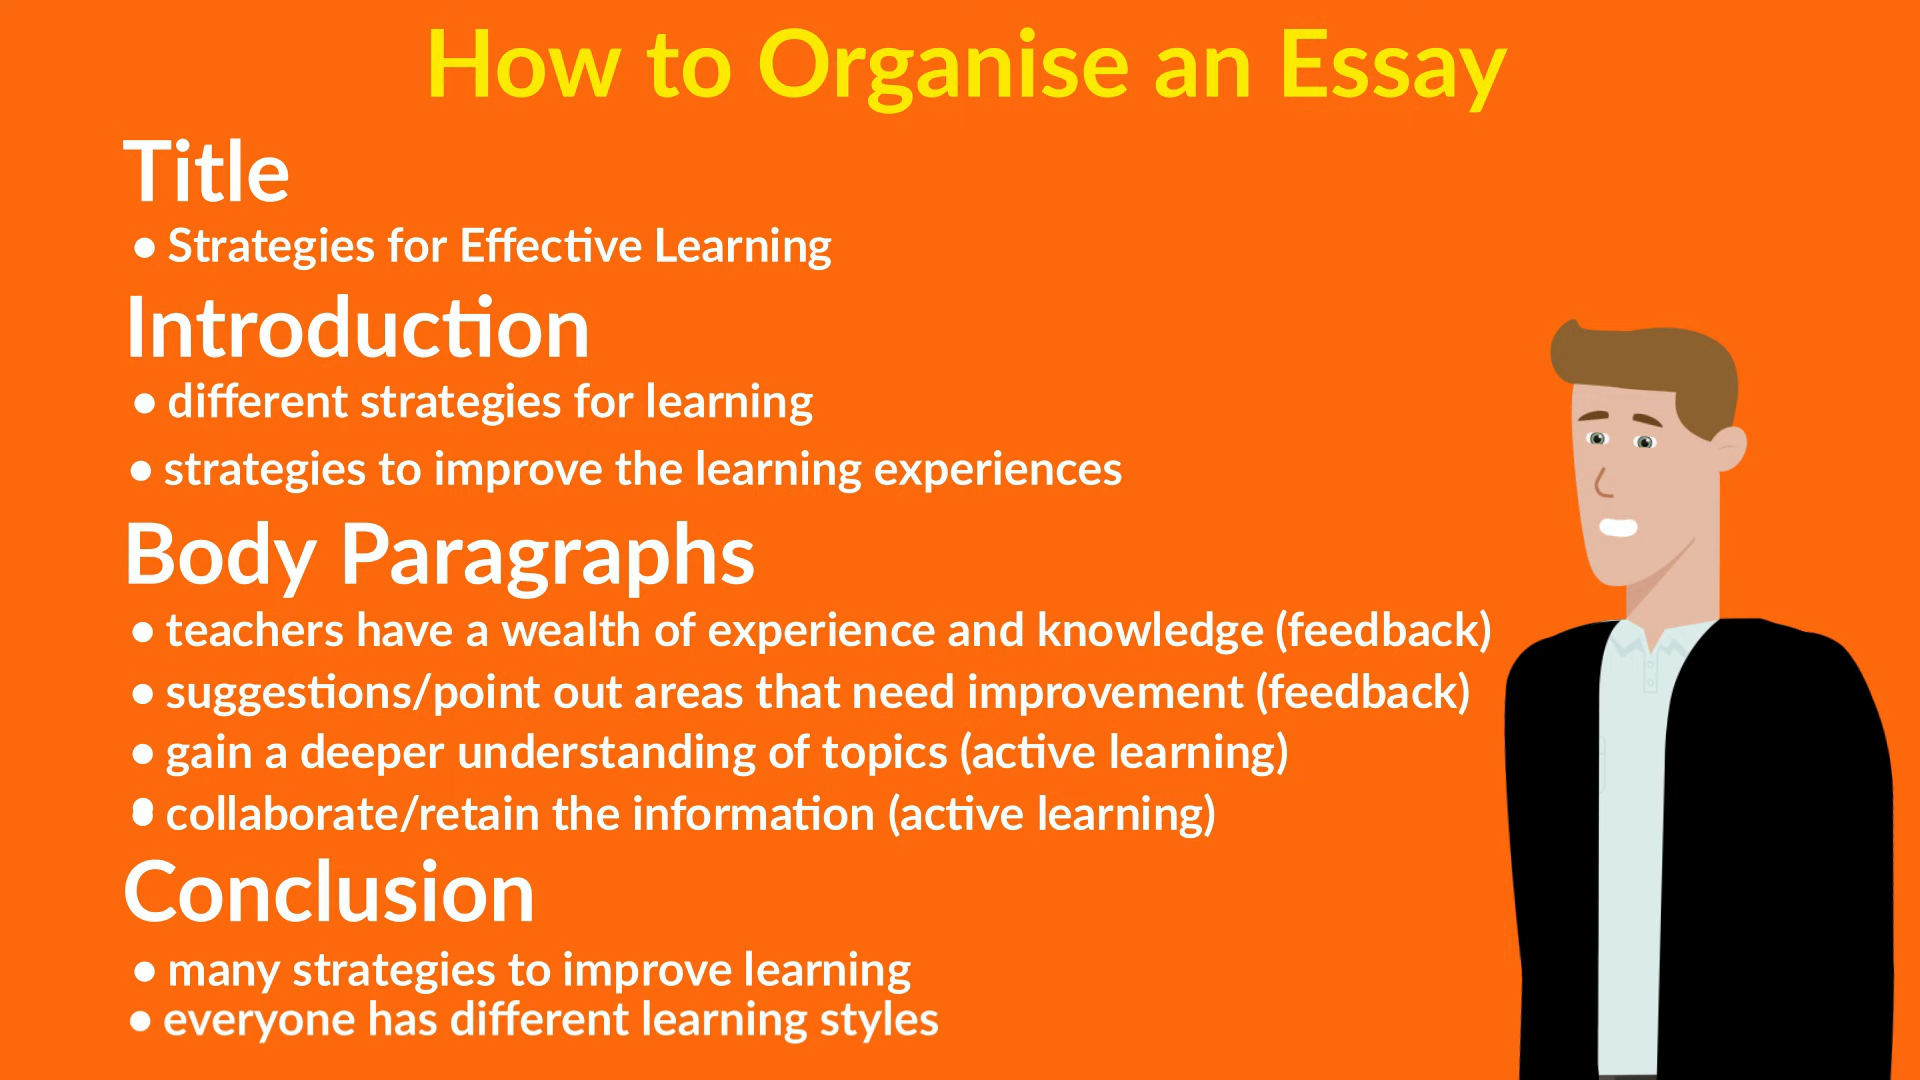 How to Organise an Essay
Title
• Strategies for Effective Learning
Introduction
• different strategies for learning
• strategies to improve the learning experiences
Body Paragraphs
• teachers have a wealth of experience and knowledge (feedback)
• suggestions/point out areas that need improvement (feedback)
• gain a deeper understanding of topics (active learning)
• collaborate/retain the information (active learning)
Conclusion
• many strategies to improve learning
• everyone has different learning styles